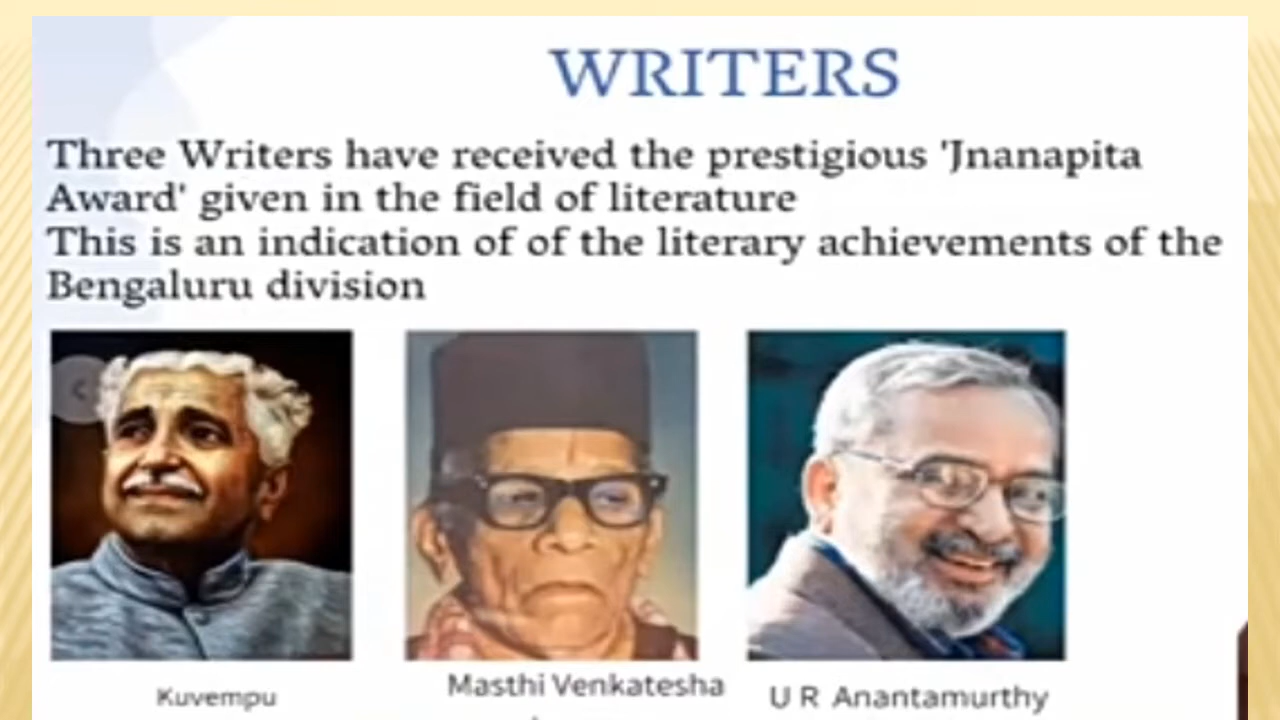 WRITERS
Three Writers have received the prestigious 'Jnanapita
Award' given in the field of literature
This is an indication of of the literary achievements of the
Bengaluru division
Kuvempu
Masthi Venkatesha
U R Anantamurthy